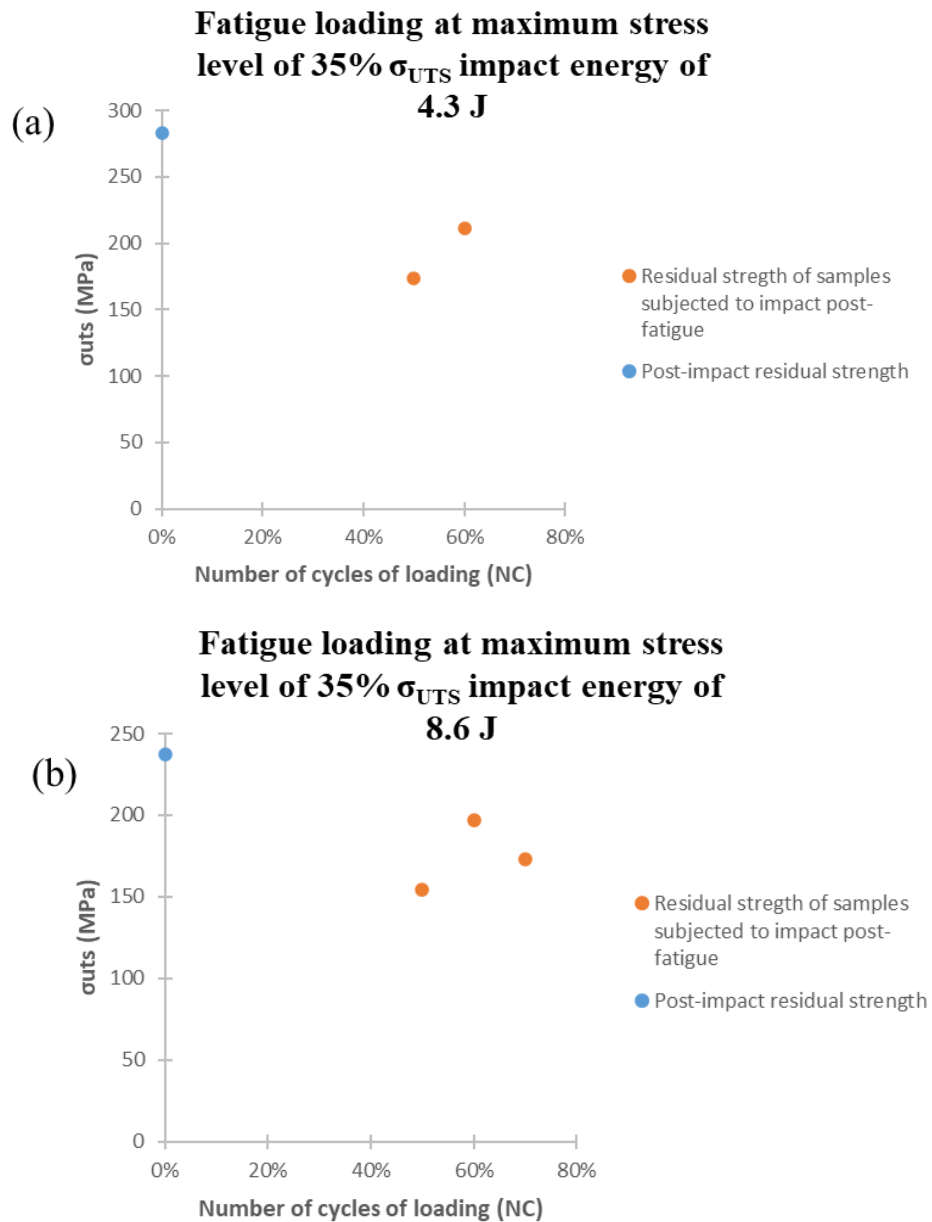 Fatigue loading at maximum stress
level of 35% σUTS impact energy of
4.3 J
(a)
300
250
200
150
100
50
0
σuts (MPa)
0% 20% 40% 60% 80%
Number of cycles of loading (NC)
Residual stregth of samples
subjected to impact post-
fatigue
Post-impact residual strength
Fatigue loading at maximum stress
level of 35% σUTS impact energy of
8.6 J
(b)
250
200
150
100
50
0
σuts (MPa)
0% 20% 40% 60% 80%
Number of cycles of loading (NC)
Residual stregth of samples
subjected to impact post-
fatigue
Post-impact residual strength